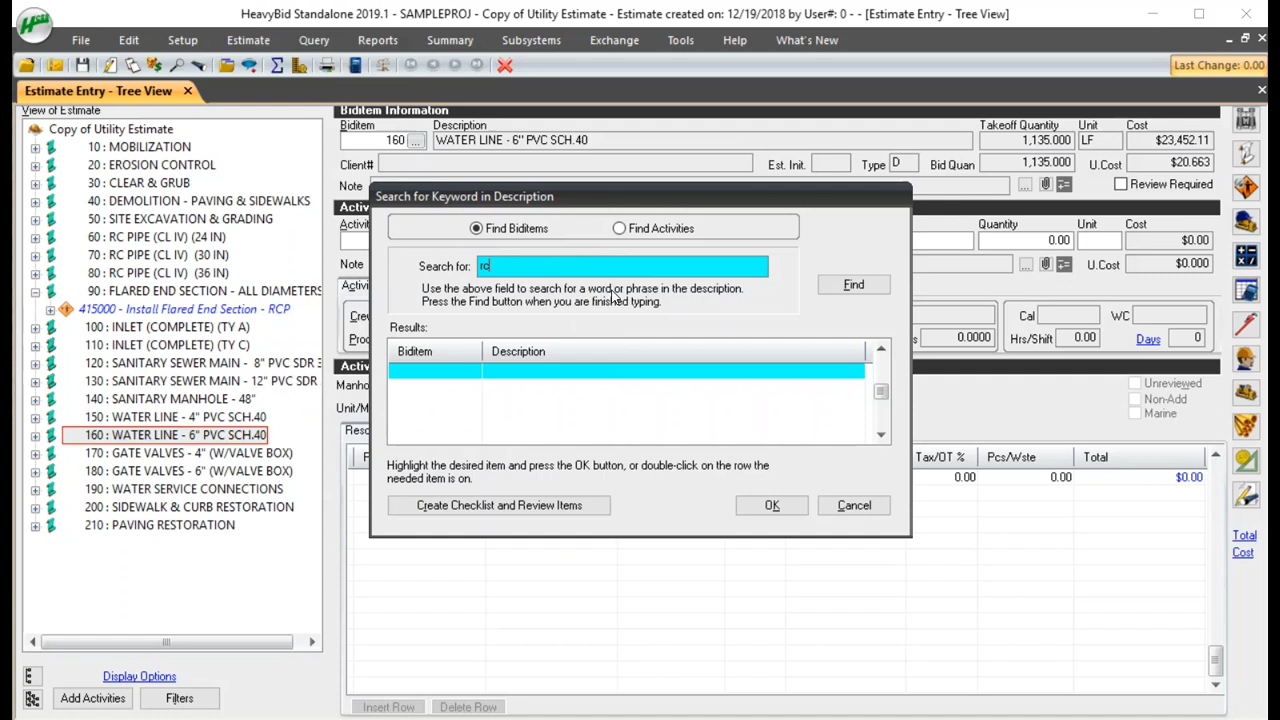 HeavyBid Standalone 2019.1 - SAMPLEPROJ - Copy of Utility Estimate - Estimate created on: 12/19/2018 by User#: 0 - - [Estimate Entry - Tree View]
File Edit Setup Estimate Query Reports Summary Subsystems Exchange Tools Help What's New
Last Change: 0.00
Estimate Entry - Tree View
View of Estimate
Copy of Utility Estimate
10 : MOBILIZATION
20 : EROSION CONTROL
30 : CLEAR & GRUB
40 : DEMOLITION - PAVING & SIDEWALKS
50 : SITE EXCAVATION & GRADING
60 : RC PIPE (CL IV) (24 IN)
70 : RC PIPE (CL IV) (30 IN)
80 : RC PIPE (CL IV) (36 IN)
90 : FLARED END SECTION - ALL DIAMETERS
415000 - Install Flared End Section - RCP
100 : INLET (COMPLETE) (TY A)
110 : INLET (COMPLETE) (TY C)
120 : SANITARY SEWER MAIN - 8" PVC SDR 3
130 : SANITARY SEWER MAIN - 12" PVC SDR
140 : SANITARY MANHOLE - 48"
150 : WATER LINE - 4" PVC SCH.40
160 : WATER LINE - 6" PVC SCH.40
170 : GATE VALVES - 4" (W/VALVE BOX)
180 : GATE VALVES - 6" (W/VALVE BOX)
190 : WATER SERVICE CONNECTIONS
200 : SIDEWALK & CURB RESTORATION
210 : PAVING RESTORATION
Display Options
Add Activities Filters
Biditem Information
Biditem Description Takeoff Quantity Unit Cost
160 ... WATER LINE - 6" PVC SCH.40 1,135.000 LF $23,452.11
Client# Est. Init. Type D Bid Quan 1,135.000 U.Cost $20.663
Note ... Review Required
Quantity Unit Cost
0.00 $0.00
Note ... U.Cost $0.000
Cal WC
0.0000 Hrs/Shift 0.00 Days 0
Unreviewed
Non-Add
Marine
Tax/OT % Pcs/Wste Total
0.00 0.00 $0.00
Insert Row Delete Row
Total
Cost
Search for Keyword in Description
Find Biditems Find Activities
Search for: rc
Use the above field to search for a word or phrase in the description.
Press the Find button when you are finished typing.
Find
Results:
Biditem Description
Highlight the desired item and press the OK button, or double-click on the row the
needed item is on.
Create Checklist and Review Items OK Cancel